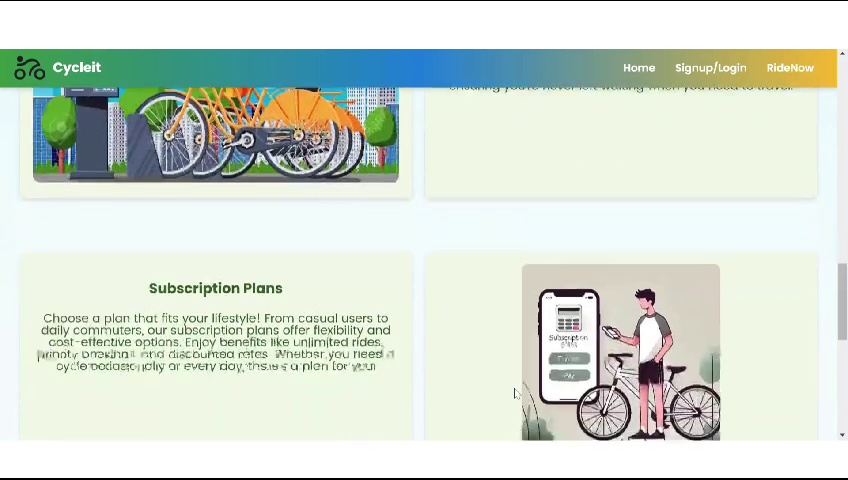 Cycleit
Home
Signup/Login
RideNow
ensuring you're never left walking when you need to travel.
Subscription Plans
Choose a plan that fits your lifestyle! From casual users to
daily commuters, our subscription plans offer flexibility and
cost-effective options. Enjoy benefits like unlimited rides,
and discounted rates. Whether you need a
cycle occasionally or every day, there's a plan for you!
Subscription
Pay